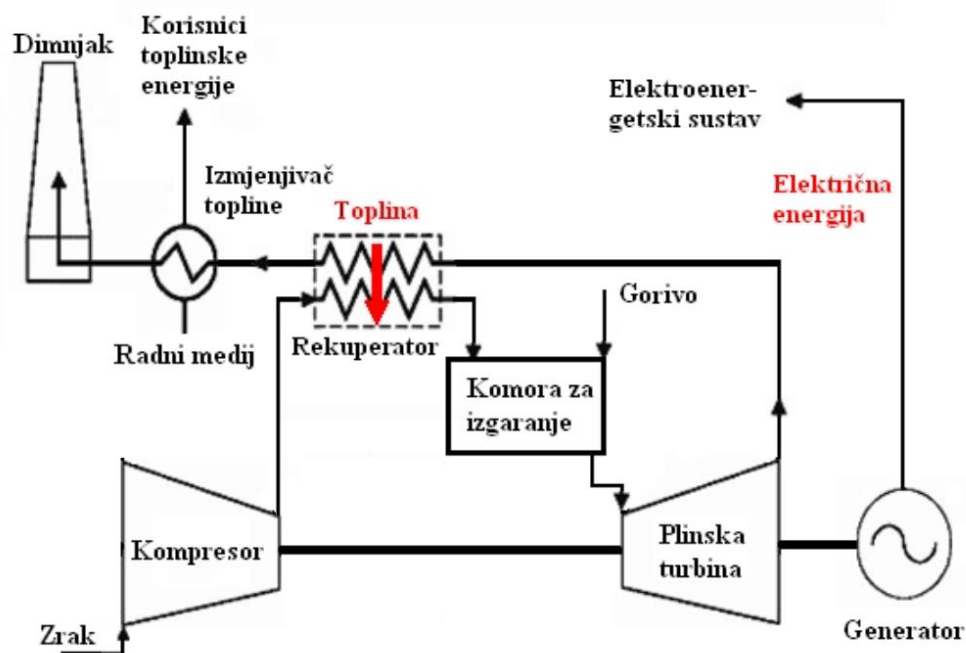 Dimnjak
Korisnici
toplinske
energije
Elektroener-
getski sustav
Izmjenjivač
topline
Toplina
Električna
energija
Gorivo
Radni medij
Rekuperator
Komora za
izgaranje
Kompresor
Plinska
turbina
Zrak
Generator